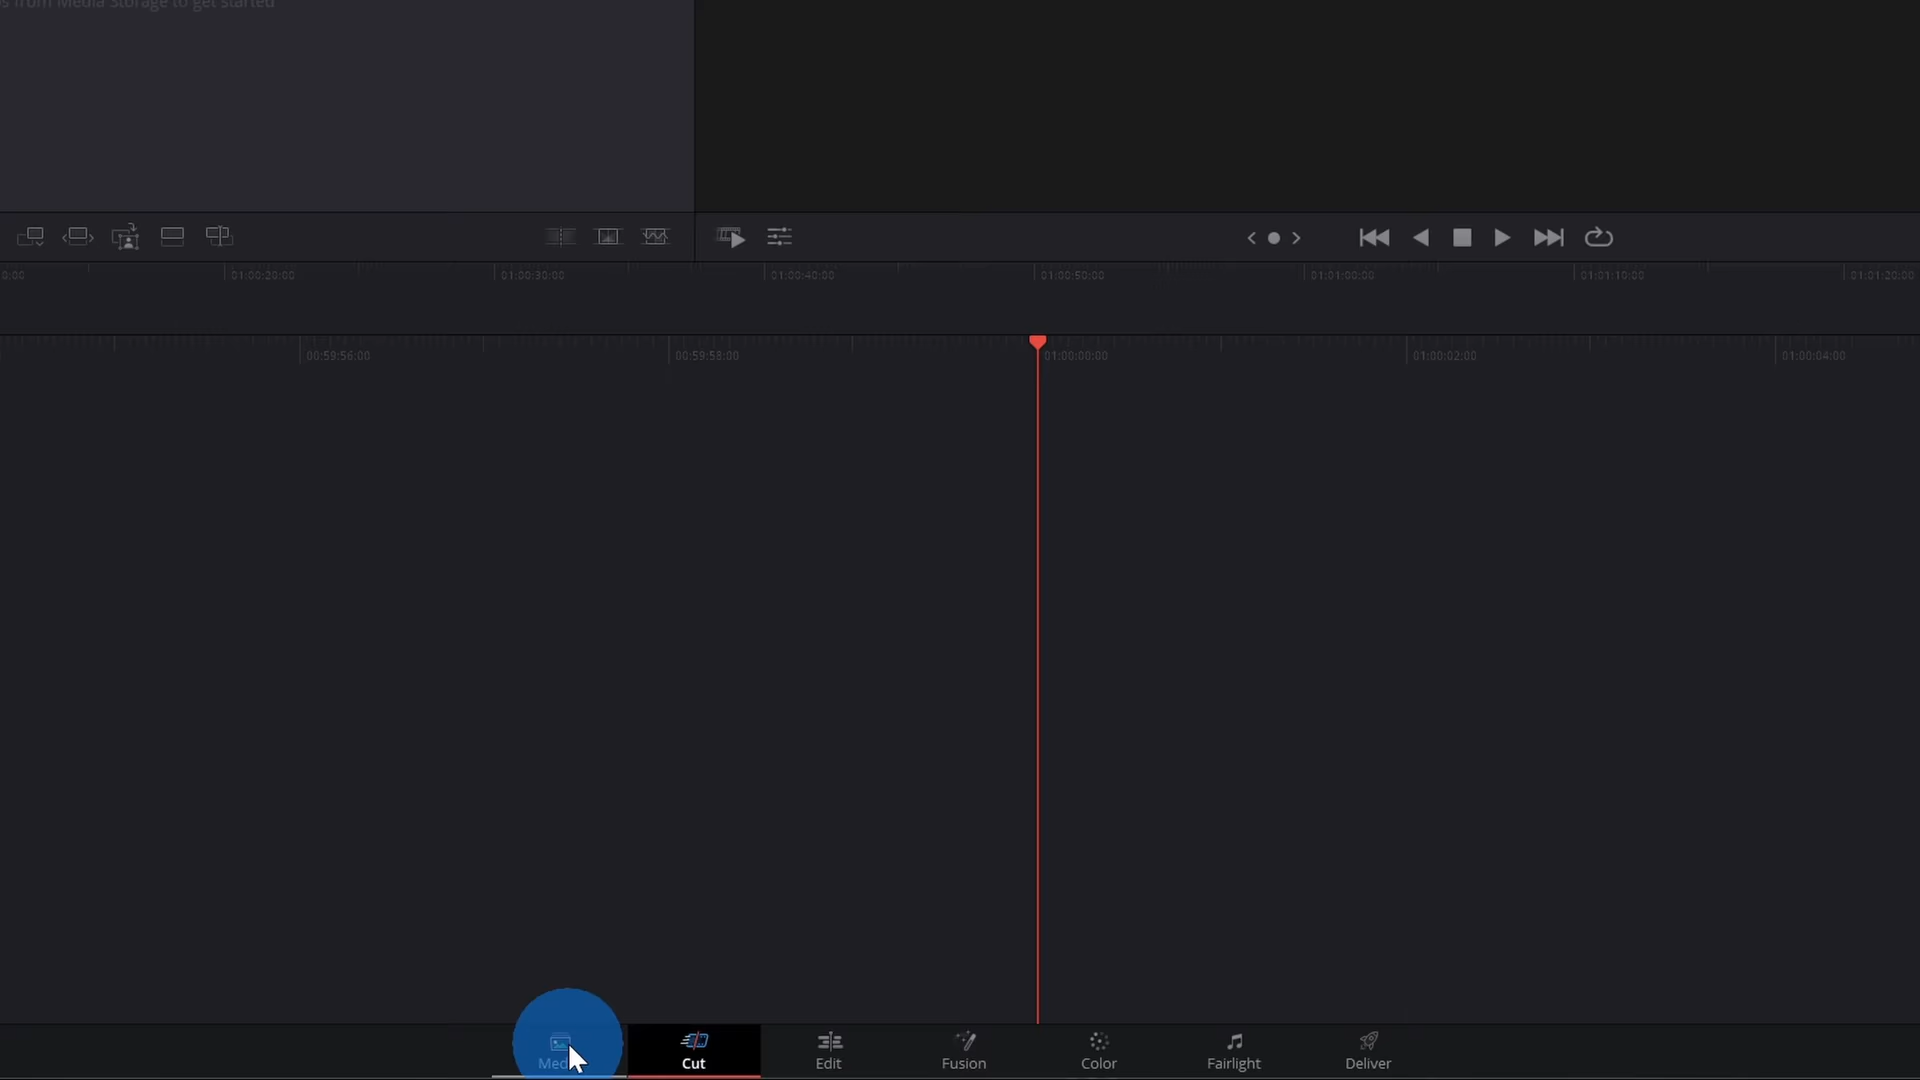 s from Media Storage to get started
0:00 01:00:20:00 01:00:30:00 01:00:40:00 01:00:50:00 01:01:00:00 01:01:10:00 01:01:20:00
00:59:56:00 00:59:58:00 01:00:00:00 01:00:02:00 01:00:04:00
Med Cut Edit Fusion Color Fairlight Deliver